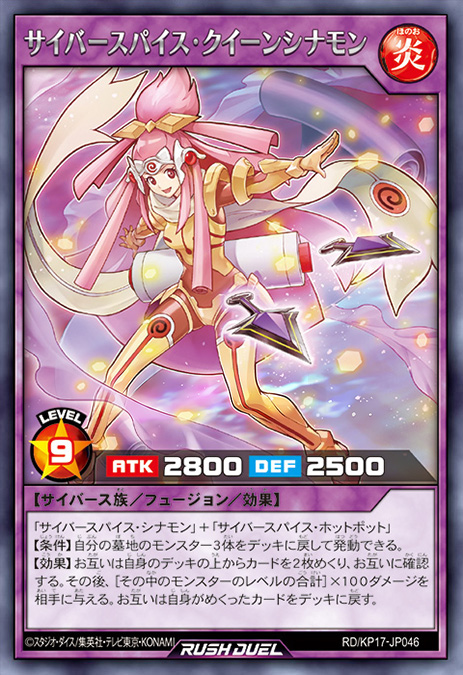 サイバースパイス・クイーンシナモン
ほのお
炎
LEVEL
9
ATK 2800 DEF 2500
【サイバース族／フュージョン／効果】
「サイバースパイス・シナモン」+「サイバースパイス・ホットポット」
【条件】自分の墓地のモンスター3体をデッキに戻して発動できる。
【効果】お互いは自身のデッキの上からカードを2枚めくり、お互いに確認
する。その後、[その中のモンスターのレベルの合計]×100ダメージを
相手に与える。お互いは自身がめくったカードをデッキに戻す。
©スタジオ・ダイス/集英社・テレビ東京・KONAMI
RUSH DUEL
RD/KP17-JP046